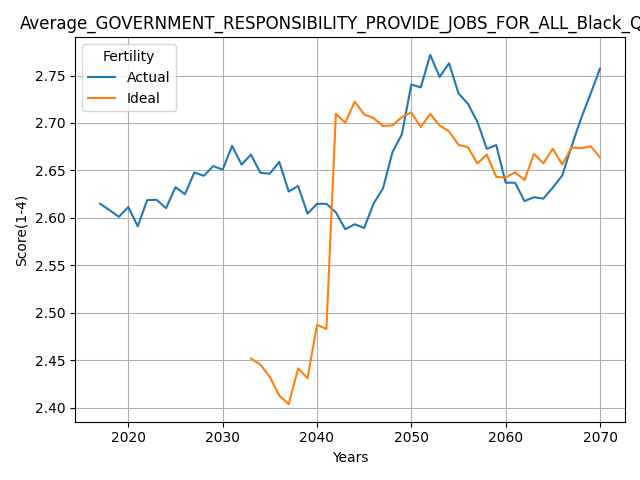 Average_GOVERNMENT_RESPONSIBILITY_PROVIDE_JOBS_FOR_ALL_Black_Q
Fertility
Actual
Ideal
2.75
2.70
2.65
2.60
2.55
2.50
2.45
2.40
Score(1-4)
2020 2030 2040 2050 2060 2070
Years